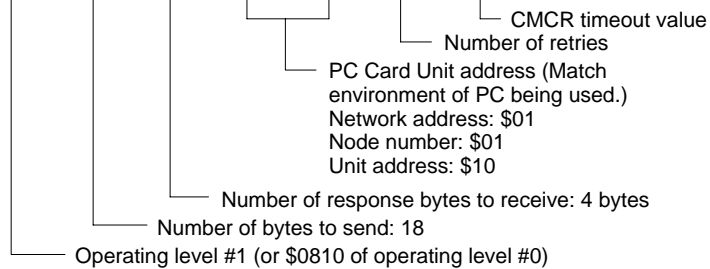 CMCR timeout value
Number of retries
PC Card Unit address (Match
environment of PC being used.)
Network address: $01
Node number: $01
Unit address: $10
Number of response bytes to receive: 4 bytes
Number of bytes to send: 18
Operating level #1 (or $0810 of operating level #0)